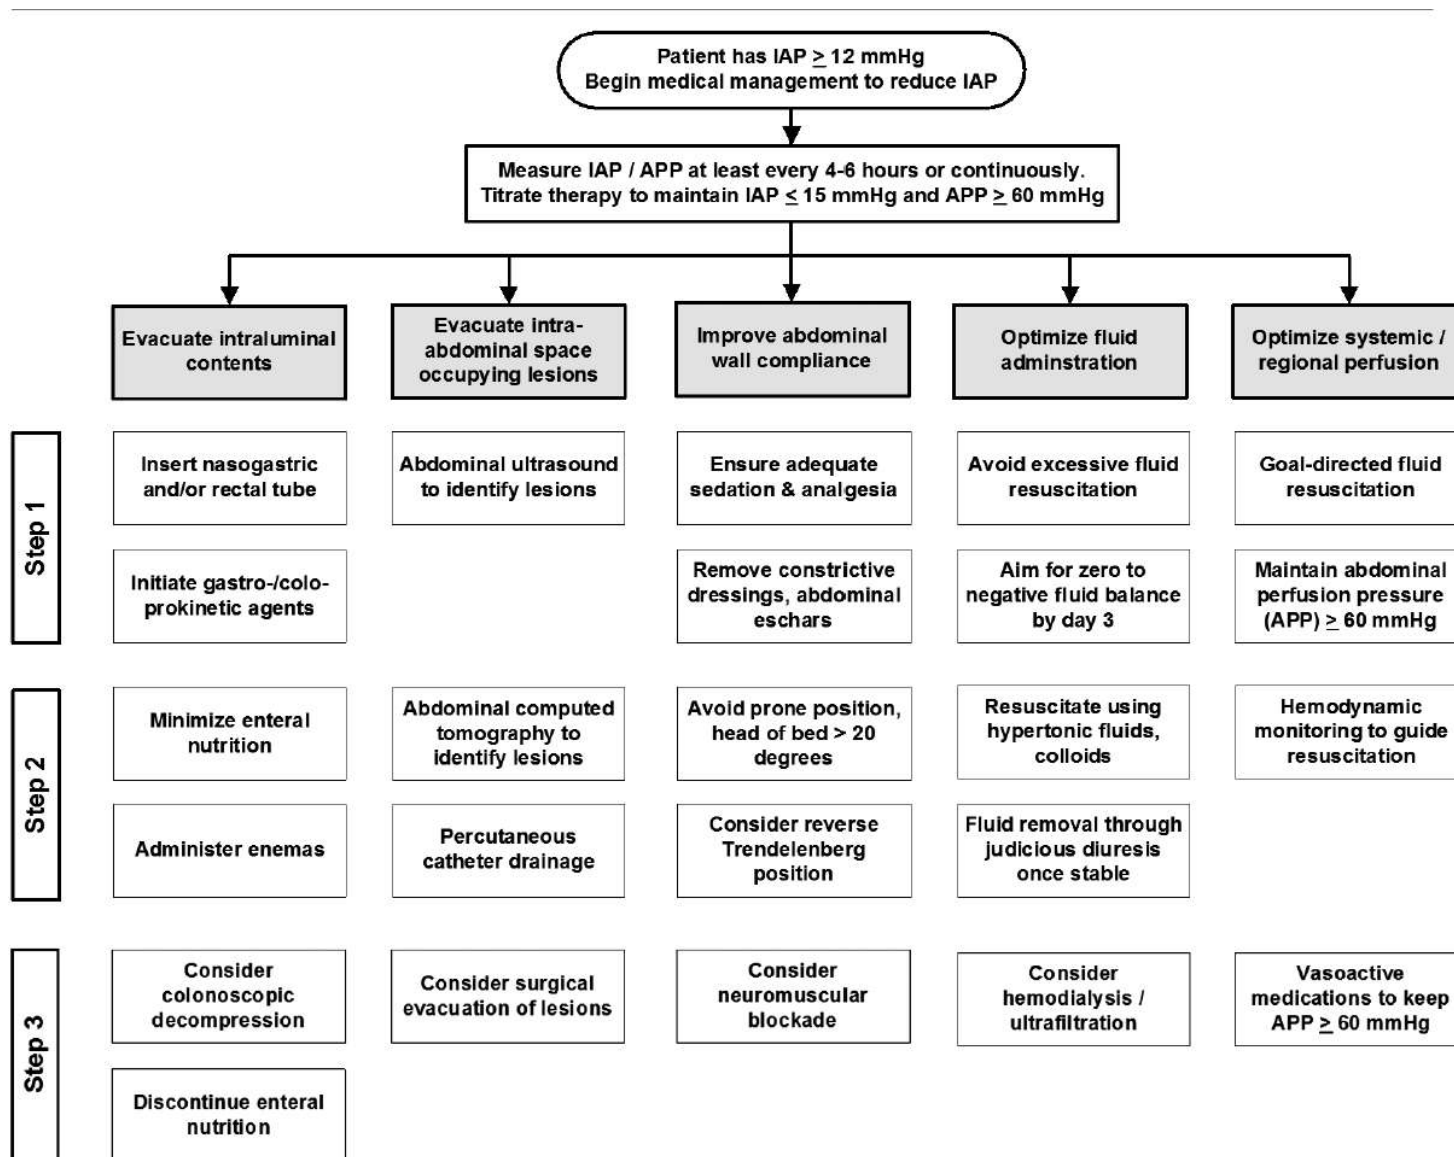 Patient has IAP ≥ 12 mmHg
Begin medical management to reduce IAP
Measure IAP / APP at least every 4-6 hours or continuously.
Titrate therapy to maintain IAP ≤ 15 mmHg and APP ≥ 60 mmHg
Evacuate intraluminal
contents
Evacuate intra-
abdominal space
occupying lesions
Improve abdominal
wall compliance
Optimize fluid
adminstration
Optimize systemic /
regional perfusion
Step 1
Insert nasogastric
and/or rectal tube
Abdominal ultrasound
to identify lesions
Ensure adequate
sedation & analgesia
Avoid excessive fluid
resuscitation
Goal-directed fluid
resuscitation
Initiate gastro-/colo-
prokinetic agents
Remove constrictive
dressings, abdominal
eschars
Aim for zero to
negative fluid balance
by day 3
Maintain abdominal
perfusion pressure
(APP) ≥ 60 mmHg
Step 2
Minimize enteral
nutrition
Abdominal computed
tomography to
identify lesions
Avoid prone position,
head of bed > 20
degrees
Resuscitate using
hypertonic fluids,
colloids
Hemodynamic
monitoring to guide
resuscitation
Administer enemas
Percutaneous
catheter drainage
Consider reverse
Trendelenberg
position
Fluid removal through
judicious diuresis
once stable
Step 3
Consider
colonoscopic
decompression
Consider surgical
evacuation of lesions
Consider
neuromuscular
blockade
Consider
hemodialysis /
ultrafiltration
Vasoactive
medications to keep
APP ≥ 60 mmHg
Discontinue enteral
nutrition